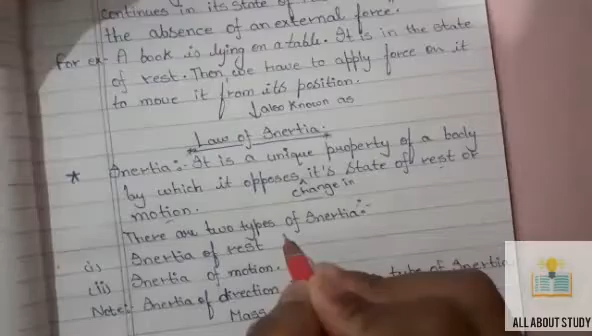 continues in its state of
the absence of an external force.
For ex- A book is lying on a table. It is in the state
of rest. Then, we have to apply force on it
to move it from its position.
↓ also Known as
Law of Inertia:
* Inertia:- It is a unique property of a body
by which it opposes ^ it's state of rest or
change in
motion.
There are two types of Inertia:-
(i) Inertia of rest
(ii) Inertia of motion.
Note: Inertia of direction type of Inertia
Mass
ALL ABOUT STUDY